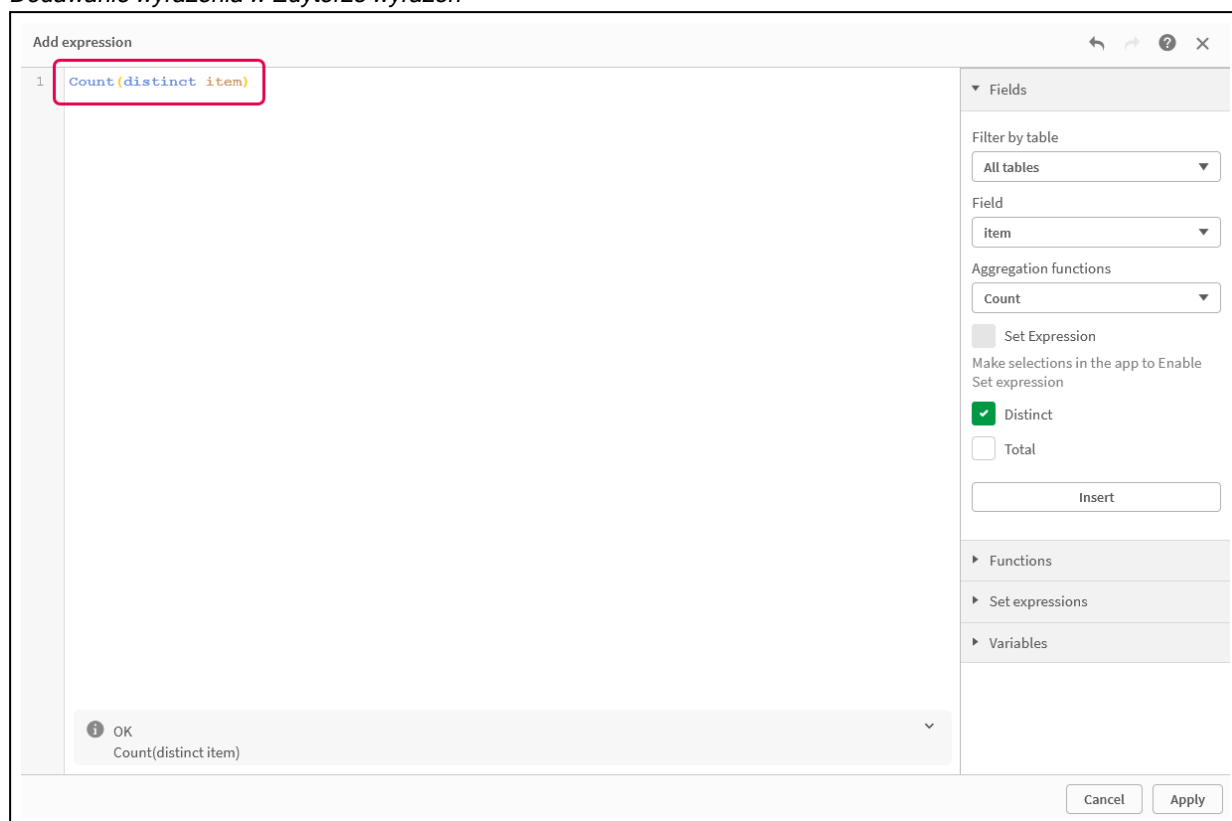 Dodawanie wyrażenia w Edytorze wyrażeń
Add expression
1 Count(distinct item)
Fields
Filter by table
All tables
Field
item
Aggregation functions
Count
Set Expression
Make selections in the app to Enable
Set expression
Distinct
Total
Insert
Functions
Set expressions
Variables
OK
Count(distinct item)
Cancel Apply